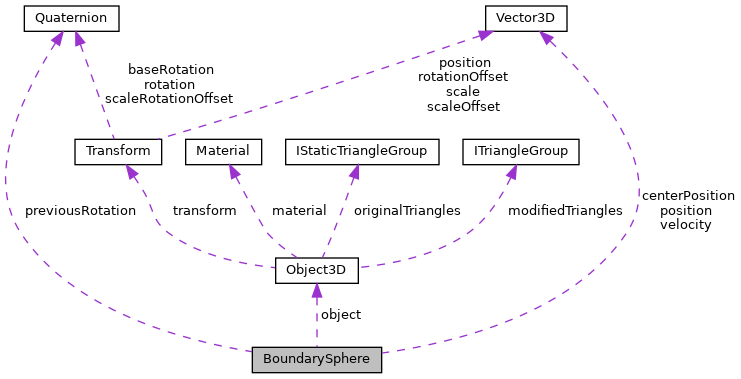 Quaternion
Vector3D
baseRotation
rotation
scaleRotationOffset
position
rotationOffset
scale
scaleOffset
Transform
Material
IStaticTriangleGroup
ITriangleGroup
previousRotation
transform
material
originalTriangles
modifiedTriangles
centerPosition
position
velocity
Object3D
object
BoundarySphere